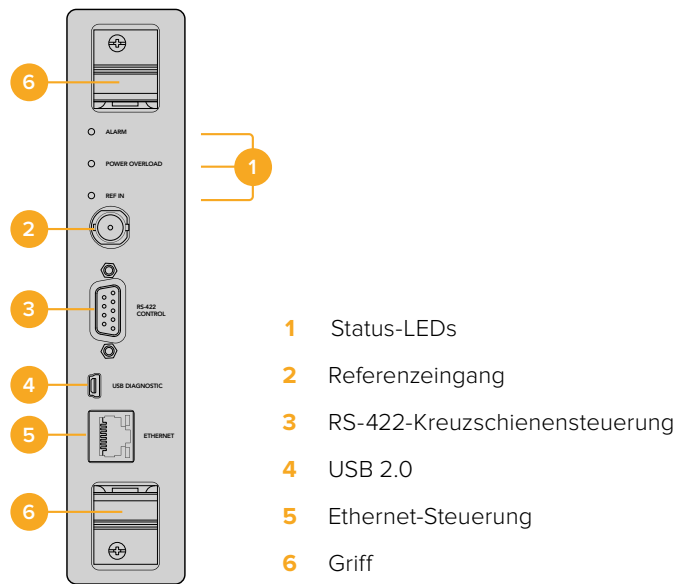 6
ALARM
POWER OVERLOAD
1
REF IN
2
3
RS-422
CONTROL
4
USB DIAGNOSTIC
5
ETHERNET
6
1 Status-LEDs
2 Referenzeingang
3 RS-422-Kreuzschienensteuerung
4 USB 2.0
5 Ethernet-Steuerung
6 Griff